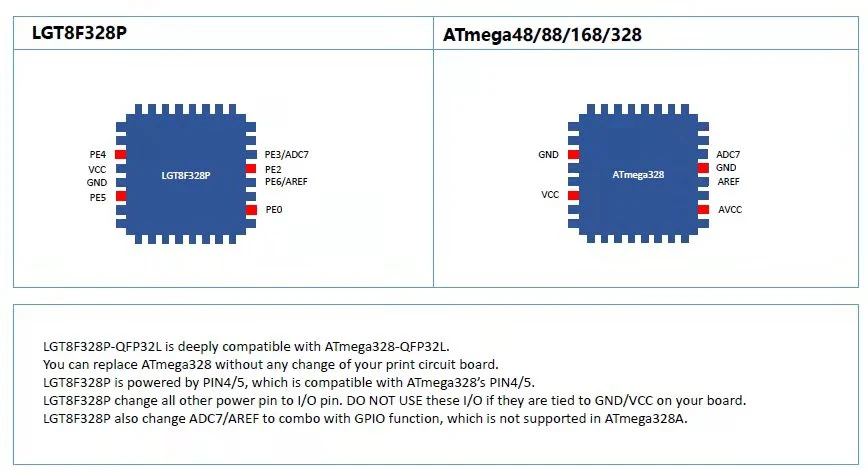 LGT8F328P
ATmega48/88/168/328
PE4
VCC
GND
PE5
LGT8F328P
PE3/ADC7
PE2
PE6/AREF
PE0
GND
VCC
ATmega328
ADC7
GND
AREF
AVCC
LGT8F328P-QFP32L is deeply compatible with ATmega328-QFP32L.
You can replace ATmega328 without any change of your print circuit board.
LGT8F328P is powered by PIN4/5, which is compatible with ATmega328’s PIN4/5.
LGT8F328P change all other power pin to I/O pin. DO NOT USE these I/O if they are tied to GND/VCC on your board.
LGT8F328P also change ADC7/AREF to combo with GPIO function, which is not supported in ATmega328A.